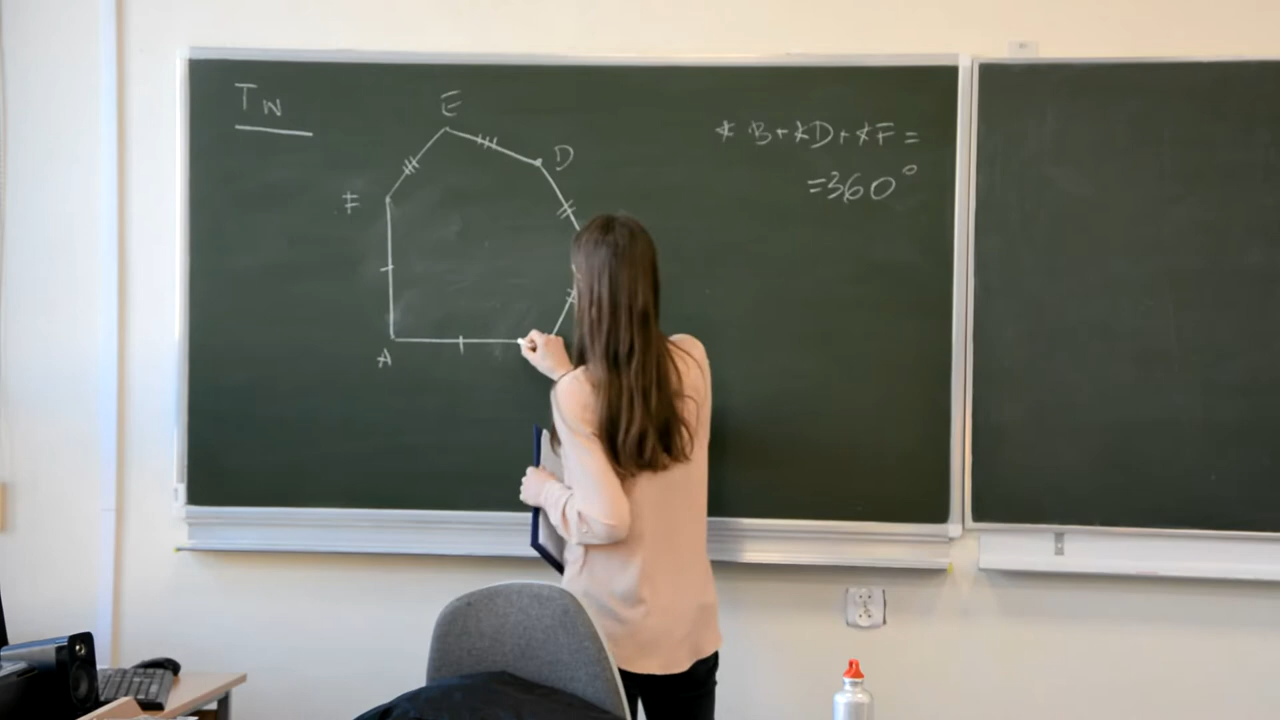 TW
E
D
F
A
∢B+∢D+∢F=
=360°